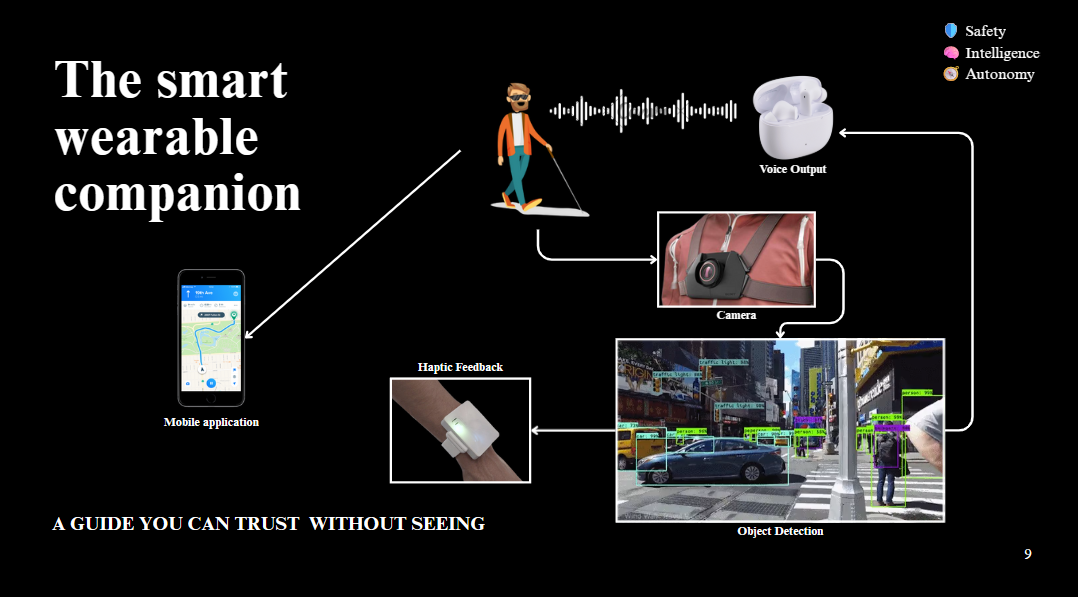 The smart
wearable
companion
Safety
Intelligence
Autonomy
Voice Output
Camera
Haptic Feedback
Mobile application
Object Detection
A GUIDE YOU CAN TRUST  WITHOUT SEEING
9